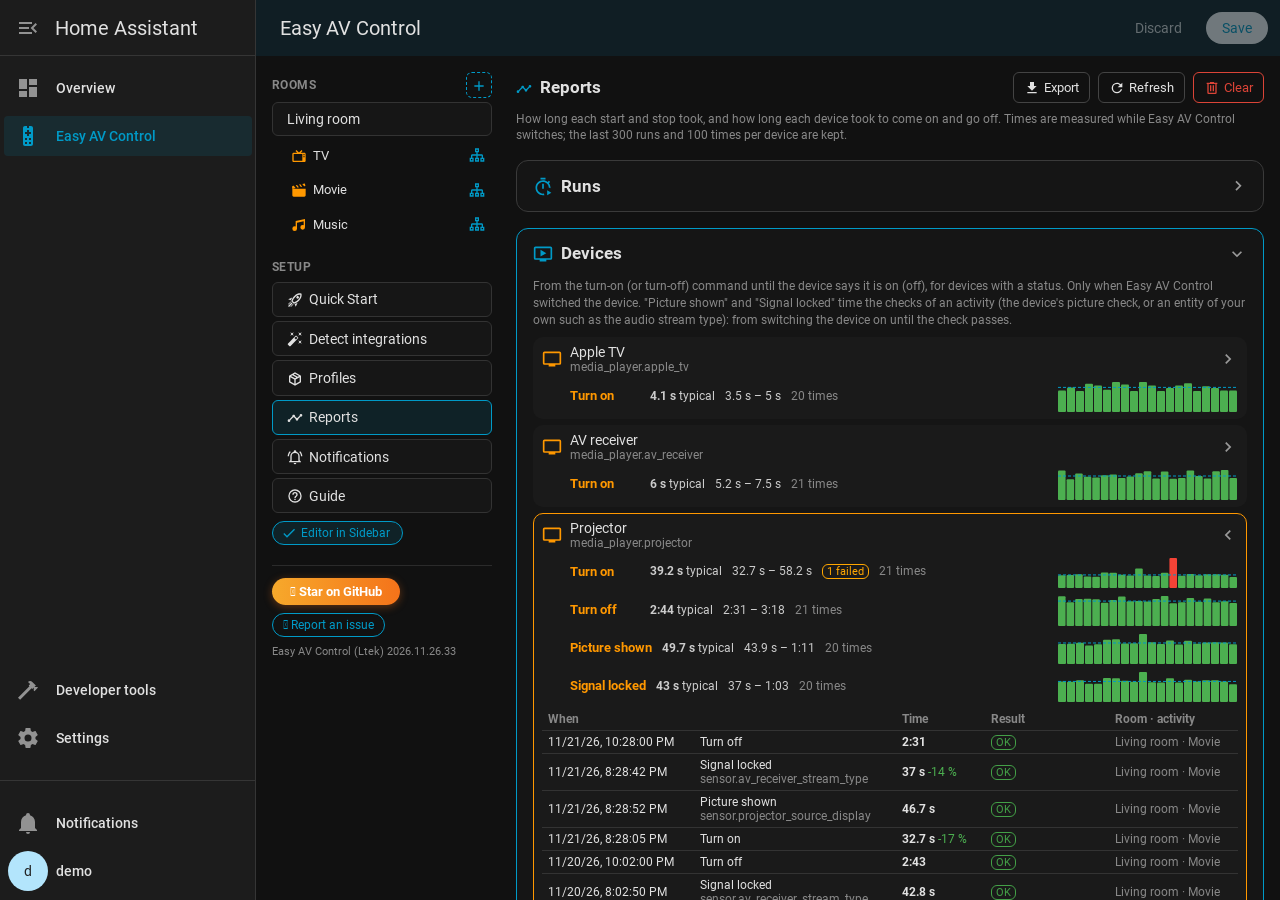 Home Assistant
Easy AV Control
Discard
Save
Overview
Easy AV Control
Developer tools
Settings
Notifications
d
demo
ROOMS
Living room
TV
Movie
Music
SETUP
Quick Start
Detect integrations
Profiles
Reports
Notifications
Guide
Editor in Sidebar
Star on GitHub
Report an issue
Easy AV Control (Ltek) 2026.11.26.33
Reports
Export
Refresh
Clear
How long each start and stop took, and how long each device took to come on and go off. Times are measured while Easy AV Control
switches; the last 300 runs and 100 times per device are kept.
Runs
Devices
From the turn-on (or turn-off) command until the device says it is on (off), for devices with a status. Only when Easy AV Control
switched the device. "Picture shown" and "Signal locked" time the checks of an activity (the device's picture check, or an entity of your
own such as the audio stream type): from switching the device on until the check passes.
Apple TV
media_player.apple_tv
Turn on 4.1 s typical 3.5 s – 5 s 20 times
AV receiver
media_player.av_receiver
Turn on 6 s typical 5.2 s – 7.5 s 21 times
Projector
media_player.projector
Turn on 39.2 s typical 32.7 s – 58.2 s 1 failed 21 times
Turn off 2:44 typical 2:31 – 3:18 21 times
Picture shown 49.7 s typical 43.9 s – 1:11 20 times
Signal locked 43 s typical 37 s – 1:03 20 times
When Time Result Room · activity
11/21/26, 10:28:00 PM Turn off 2:31 OK Living room · Movie
11/21/26, 8:28:42 PM Signal locked 37 s -14 % OK Living room · Movie
sensor.av_receiver_stream_type
11/21/26, 8:28:52 PM Picture shown 46.7 s OK Living room · Movie
sensor.projector_source_display
11/21/26, 8:28:05 PM Turn on 32.7 s -17 % OK Living room · Movie
11/20/26, 10:02:00 PM Turn off 2:43 OK Living room · Movie
11/20/26, 8:02:50 PM Signal locked 42.8 s OK Living room · Movie
sensor.av_receiver_stream_type